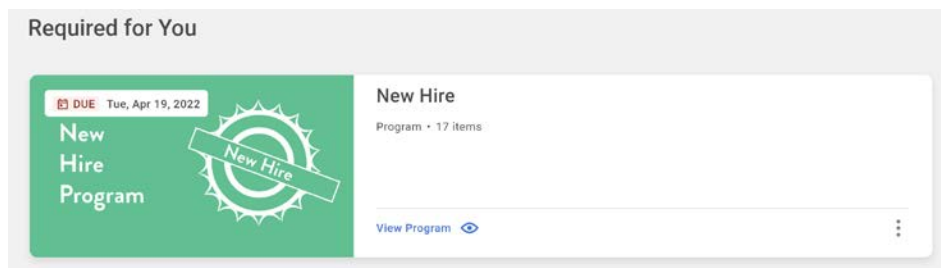 Required for You
DUE Tue, Apr 19, 2022
New
Hire
Program
New Hire
New Hire
Program • 17 items
View Program